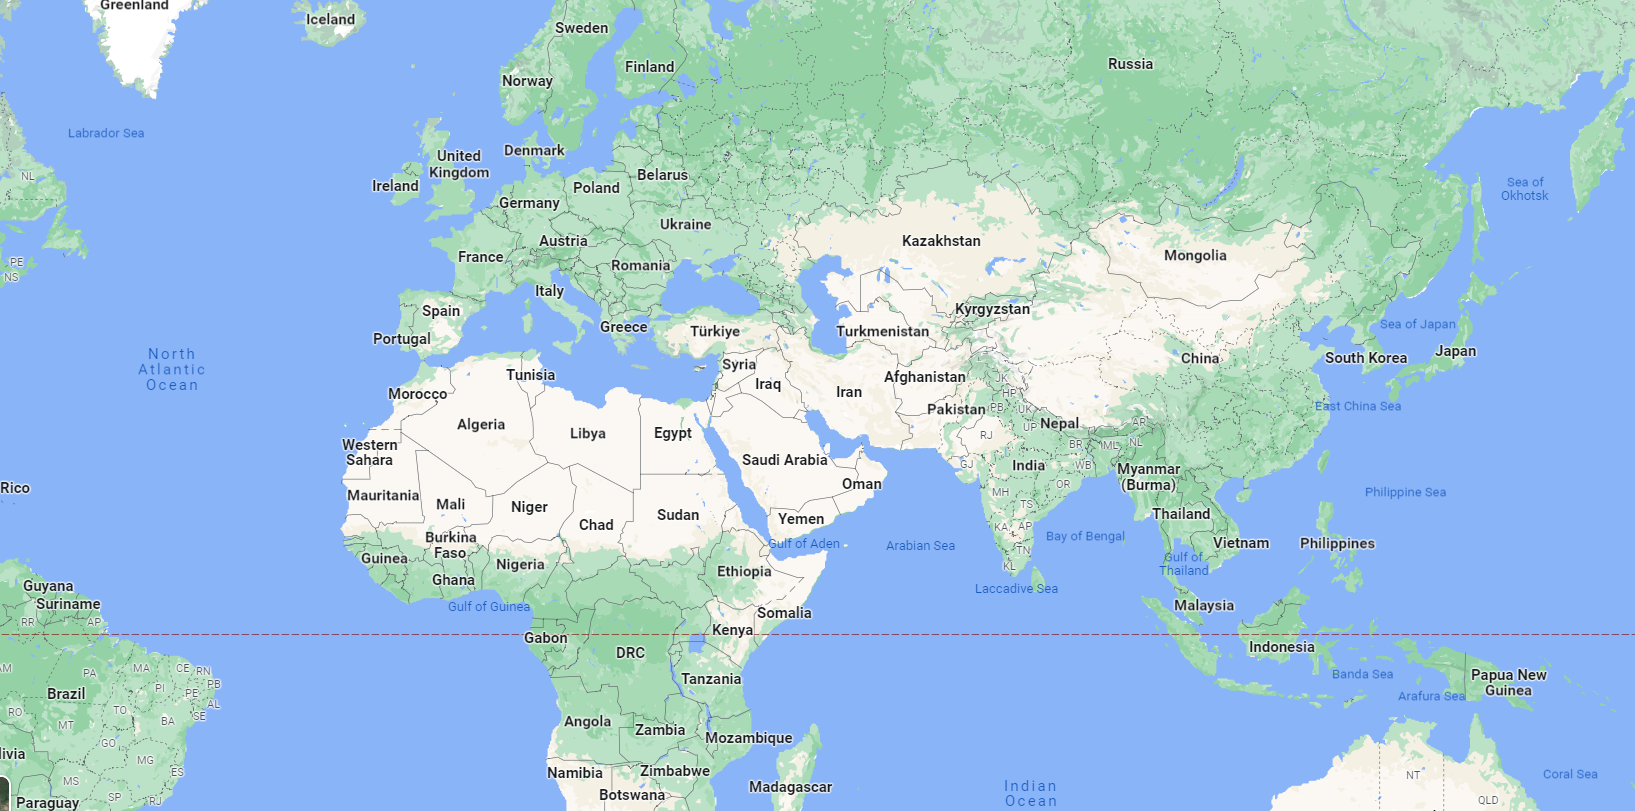 Greenland
Iceland
Sweden
Russia
Finland
Norway
Labrador Sea
Denmark
United
Kingdom
Ireland
Belarus
Poland
NL
Germany
Sea of
Okhotsk
Ukraine
Austria
Kazakhstan
France
Mongolia
PE
NS
Romania
Italy
Spain
Kyrgyzstan
Greece
Türkiye
Turkmenistan
Sea of Japan
Portugal
North
Atlantic
Ocean
China
South Korea
Japan
Syria
Tunisia
Iraq
Afghanistan
JK
Iran
Morocco
HP
Pakistan
PB
UK
East China Sea
Algeria
Libya
Egypt
UP
Nepal
AR
RJ
Western
Sahara
BR
ML
NL
Saudi Arabia
GJ
India
WB
Myanmar
(Burma)
Rico
Oman
OR
Mauritania
MH
Philippine Sea
Mali
Niger
TS
Sudan
Yemen
Chad
KA
AP
Thailand
Burkina
Faso
Gulf of Aden
Arabian Sea
Bay of Bengal
Vietnam
Philippines
TN
Guinea
Nigeria
Ethiopia
KL
Gulf of
Thailand
Ghana
Guyana
Laccadive Sea
Suriname
Gulf of Guinea
Malaysia
Somalia
RR
AP
Kenya
Gabon
Indonesia
DRC
AM
MA
CE
RN
PA
Banda Sea
Papua New
Guinea
Tanzania
PB
PI
Brazil
PE
Arafura Sea
AL
RO
TO
SE
MT
BA
Angola
Zambia
Mozambique
GO
livia
MG
ES
Namibia
Zimbabwe
NT
Coral Sea
MS
Madagascar
Indian
Ocean
Botswana
SP
RJ
QLD
Paraguay